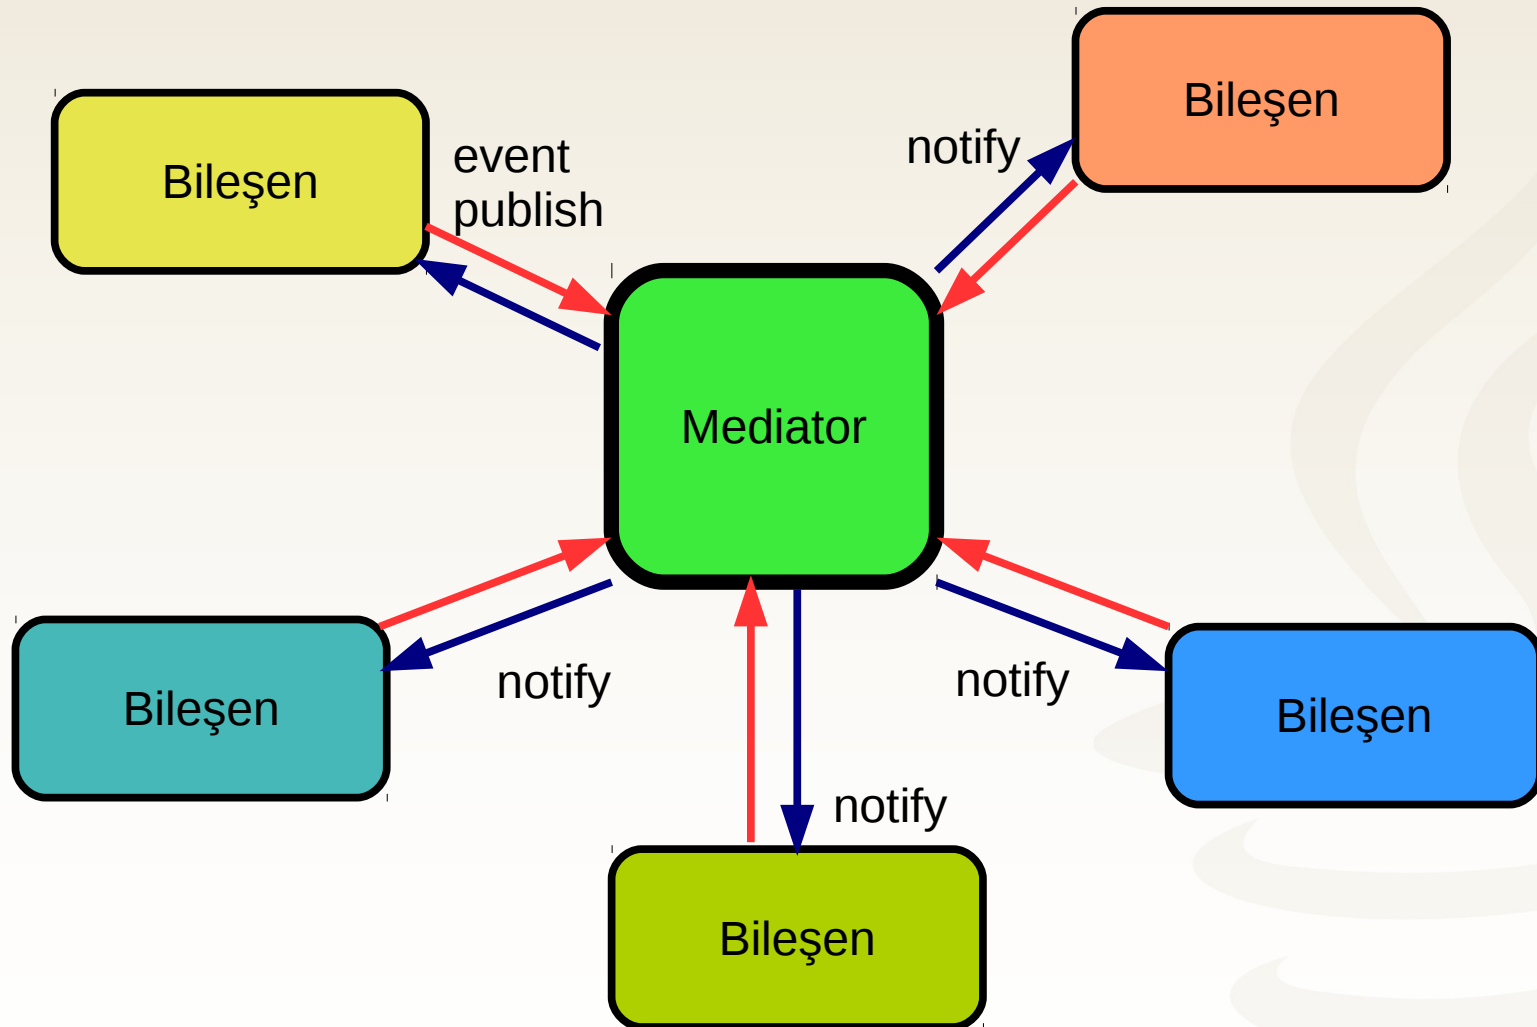 Bileşen
notify
event
publish
Bileşen
Mediator
notify
notify
Bileşen
Bileşen
notify
Bileşen